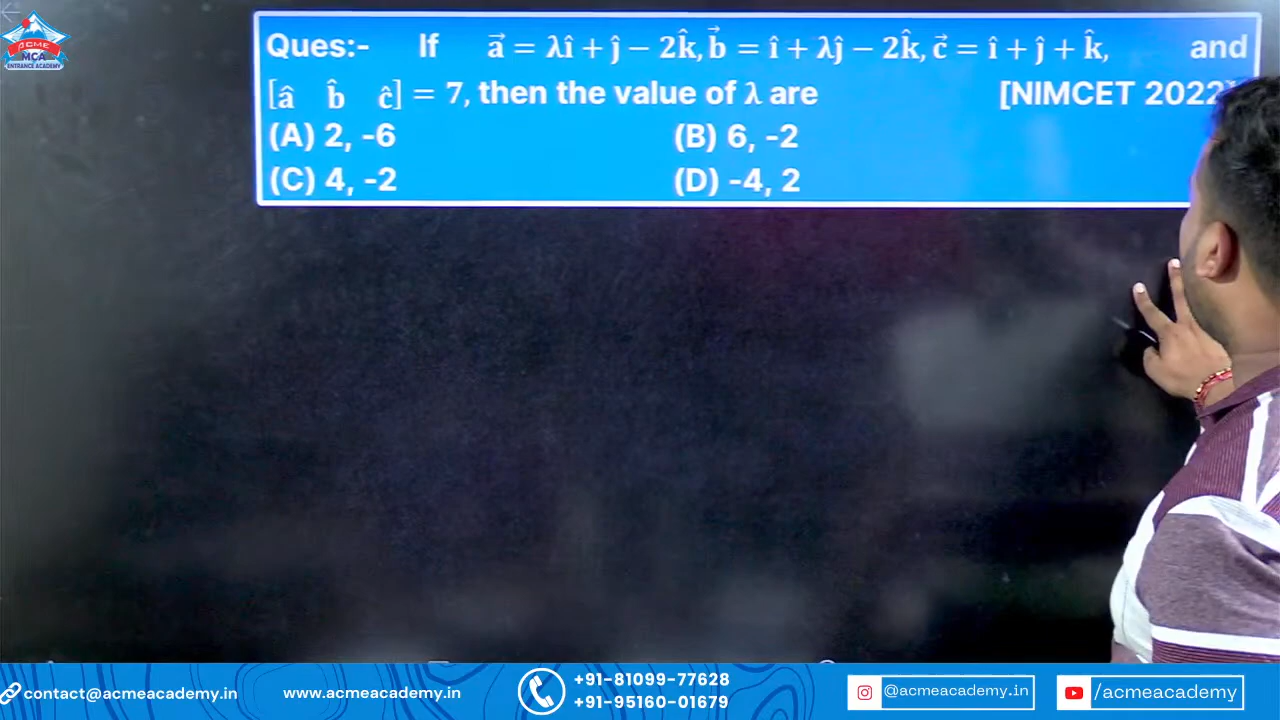 ACME
MCA
ENTRANCE ACADEMY
Ques:- If a⃗ = λî + ĵ − 2k̂, b⃗ = î + λĵ − 2k̂, c⃗ = î + ĵ + k̂, and
[â b̂ ĉ] = 7, then the value of λ are [NIMCET 2022]
(A) 2, -6 (B) 6, -2
(C) 4, -2 (D) -4, 2
contact@acmeacademy.in www.acmeacademy.in +91-81099-77628 @acmeacademy.in /acmeacademy
+91-95160-01679